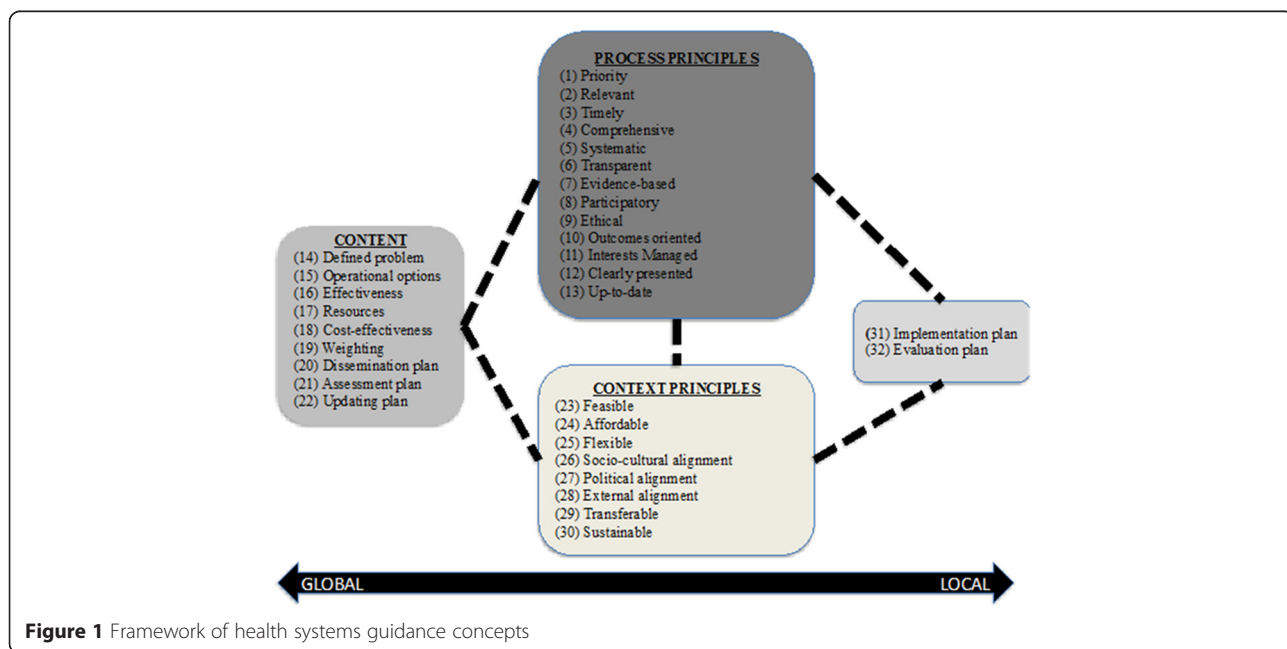 PROCESS PRINCIPLES
(1) Priority
(2) Relevant
(3) Timely
(4) Comprehensive
(5) Systematic
(6) Transparent
(7) Evidence-based
(8) Participatory
(9) Ethical
(10) Outcomes oriented
(11) Interests Managed
(12) Clearly presented
(13) Up-to-date
CONTENT
(14) Defined problem
(15) Operational options
(16) Effectiveness
(17) Resources
(18) Cost-effectiveness
(19) Weighting
(20) Dissemination plan
(21) Assessment plan
(22) Updating plan
CONTEXT PRINCIPLES
(23) Feasible
(24) Affordable
(25) Flexible
(26) Socio-cultural alignment
(27) Political alignment
(28) External alignment
(29) Transferable
(30) Sustainable
(31) Implementation plan
(32) Evaluation plan
GLOBAL LOCAL
Figure 1 Framework of health systems guidance concepts